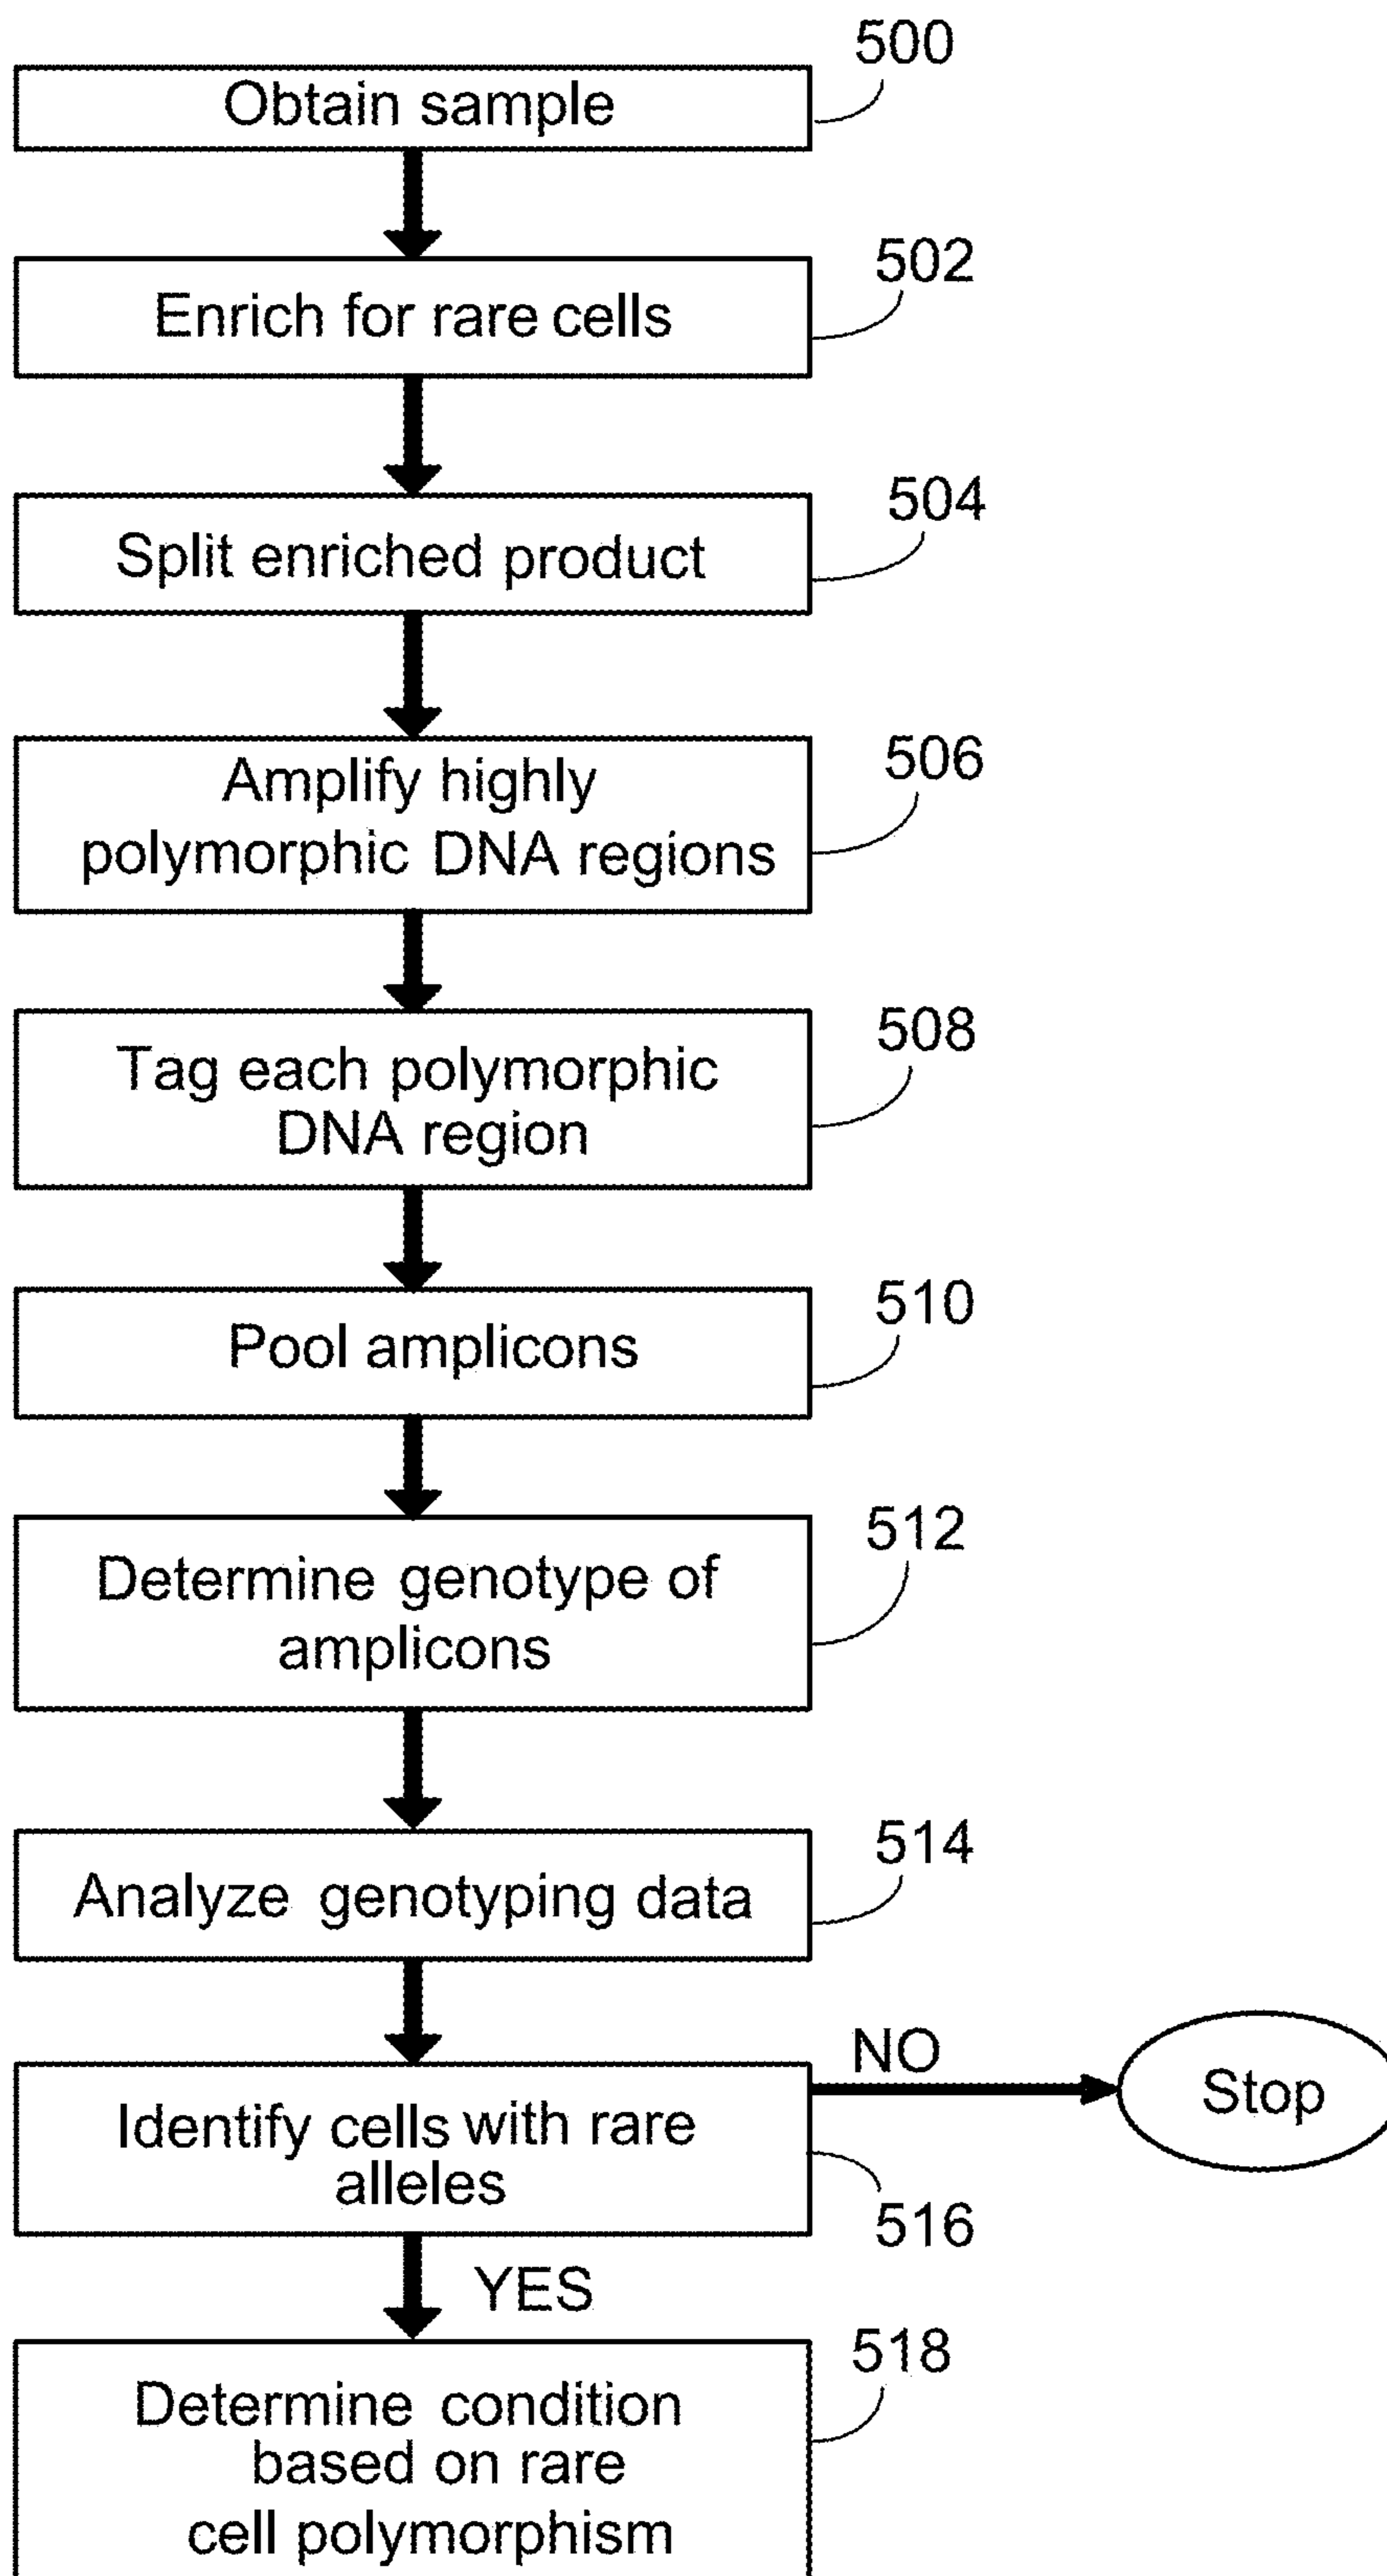 500
Obtain sample
502
Enrich for rare cells
504
Split enriched product
506
Amplify highly
polymorphic DNA regions
508
Tag each polymorphic
DNA region
510
Pool amplicons
512
Determine genotype of
amplicons
514
Analyze genotyping data
NO
Stop
Identify cells with rare
alleles
516
YES
518
Determine condition
based on rare
cell polymorphism